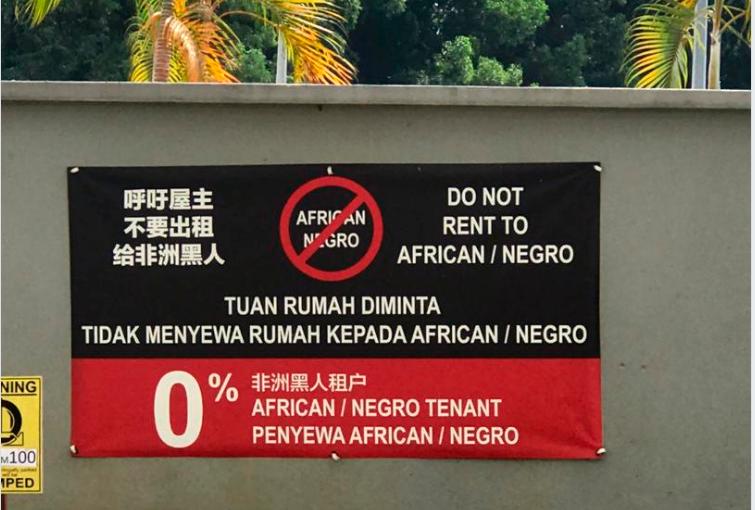 呼吁屋主
不要出租
给非洲黑人
AFRICAN
NEGRO
DO NOT
RENT TO
AFRICAN / NEGRO
TUAN RUMAH DIMINTA
TIDAK MENYEWA RUMAH KEPADA AFRICAN / NEGRO
0%
非洲黑人租户
AFRICAN / NEGRO TENANT
PENYEWA AFRICAN / NEGRO
NING
M100
MPED